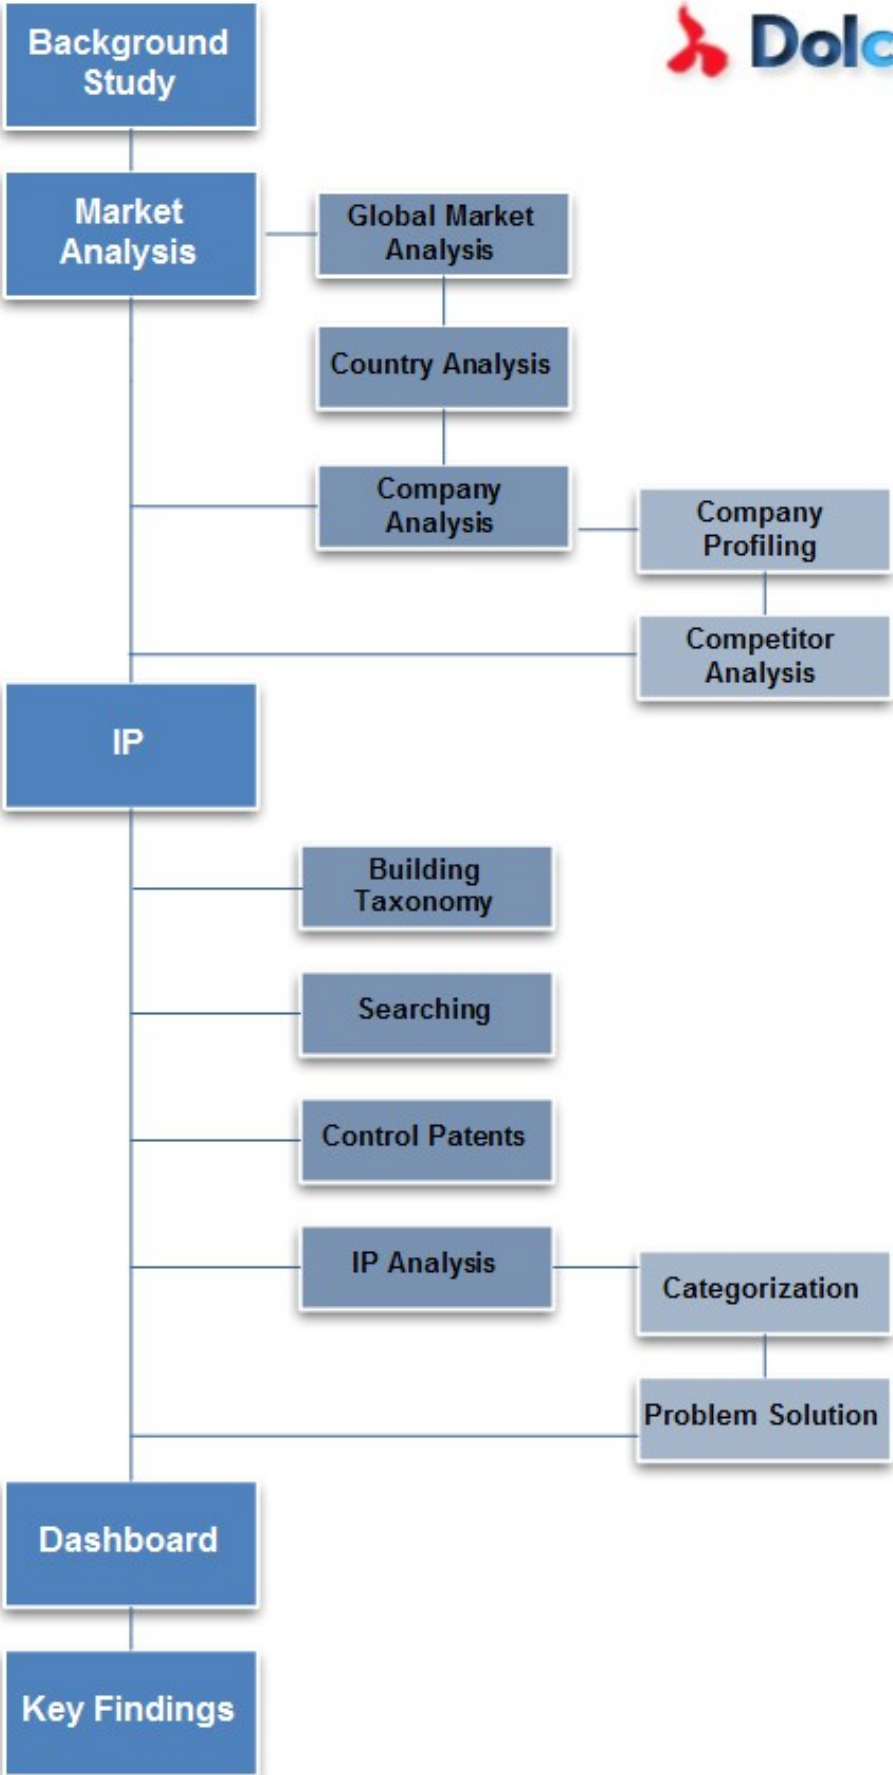 Background
Study
Market
Analysis
Global Market
Analysis
Country Analysis
Company
Analysis
Company
Profiling
Competitor
Analysis
IP
Building
Taxonomy
Searching
Control Patents
IP Analysis
Categorization
Problem Solution
Dashboard
Key Findings